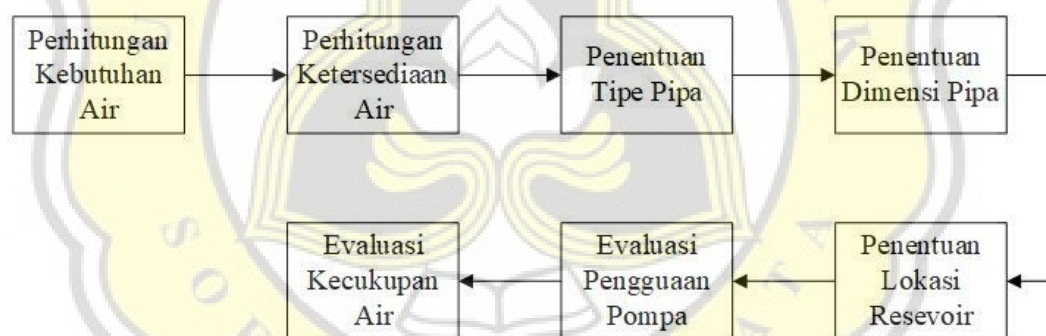 Perhitungan
Kebutuhan
Air
Perhitungan
Ketersediaan
Air
Penentuan
Tipe Pipa
Penentuan
Dimensi Pipa
Penentuan
Lokasi
Resevoir
Evaluasi
Pengguaan
Pompa
Evaluasi
Kecukupan
Air